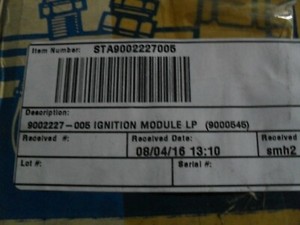 Item Number: STA9002227005
Description:
9002227-005 IGNITION MODULE LP (9000545)
Received #: Received Date: Received
08/04/16 13:10 smh2
Lot #: Serial#: